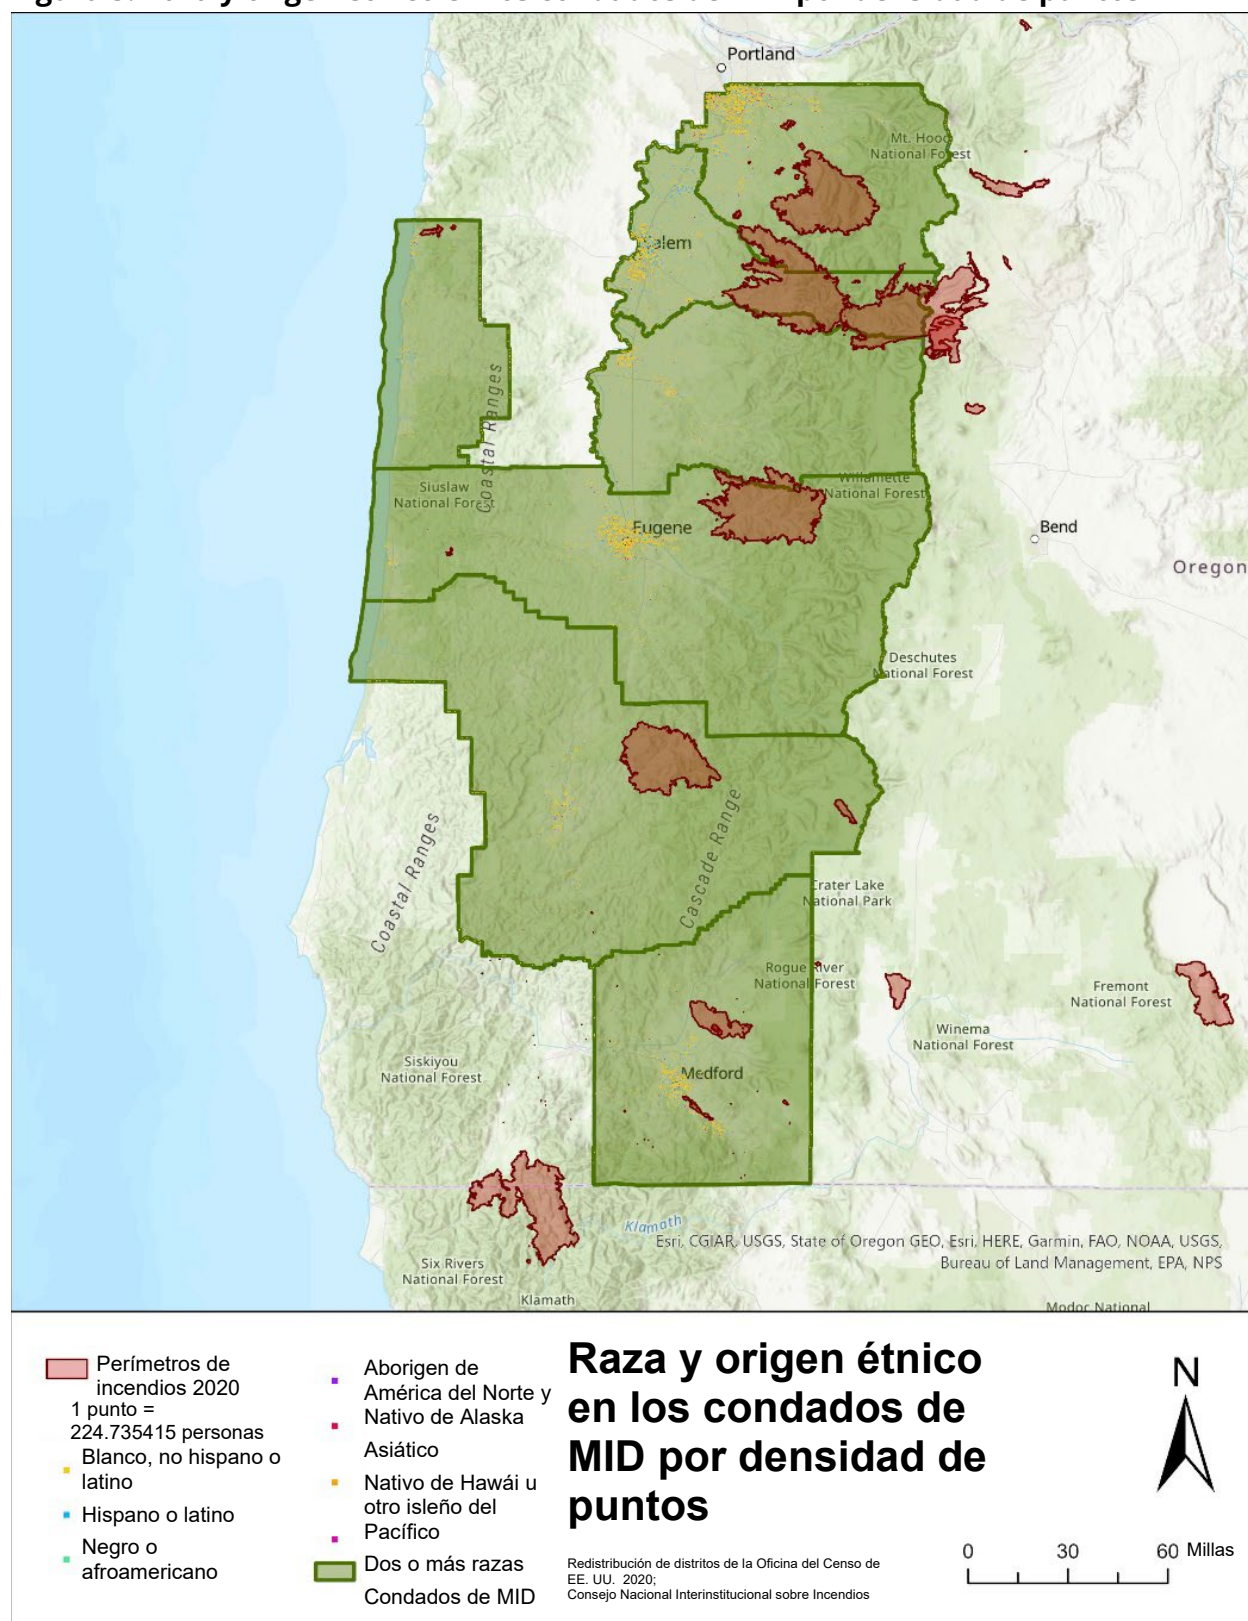 Portland
Mt. Hood
National Forest
Salem
Coastal Ranges
Siuslaw
National Forest
Willamette
National Forest
Eugene
Bend
Oregon
Deschutes
National Forest
Coastal Ranges
Cascade Range
Crater Lake
National Park
Rogue River
National Forest
Fremont
National Forest
Winema
National Forest
Siskiyou
National Forest
Medford
Klamath
Esri, CGIAR, USGS, State of Oregon GEO, Esri, HERE, Garmin, FAO, NOAA, USGS,
Bureau of Land Management, EPA, NPS
Six Rivers
National Forest
Klamath
Modoc National
Perímetros de
incendios 2020
1 punto =
224.735415 personas
Blanco, no hispano o
latino
Hispano o latino
Negro o
afroamericano
Aborigen de
América del Norte y
Nativo de Alaska
Asiático
Nativo de Hawái u
otro isleño del
Pacífico
Dos o más razas
Condados de MID
Raza y origen étnico
en los condados de
MID por densidad de
puntos
Redistribución de distritos de la Oficina del Censo de
EE. UU. 2020;
Consejo Nacional Interinstitucional sobre Incendios
N
0 30 60 Millas